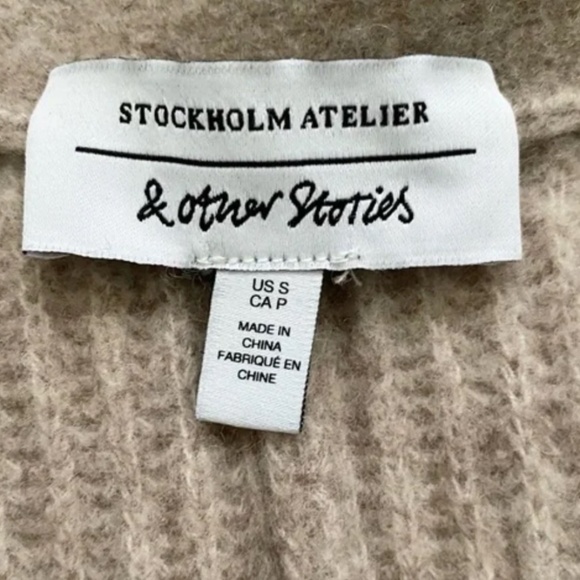 STOCKHOLM ATELIER
& other Stories
US S
CA P
MADE IN
CHINA
FABRIQUÉ EN
CHINE